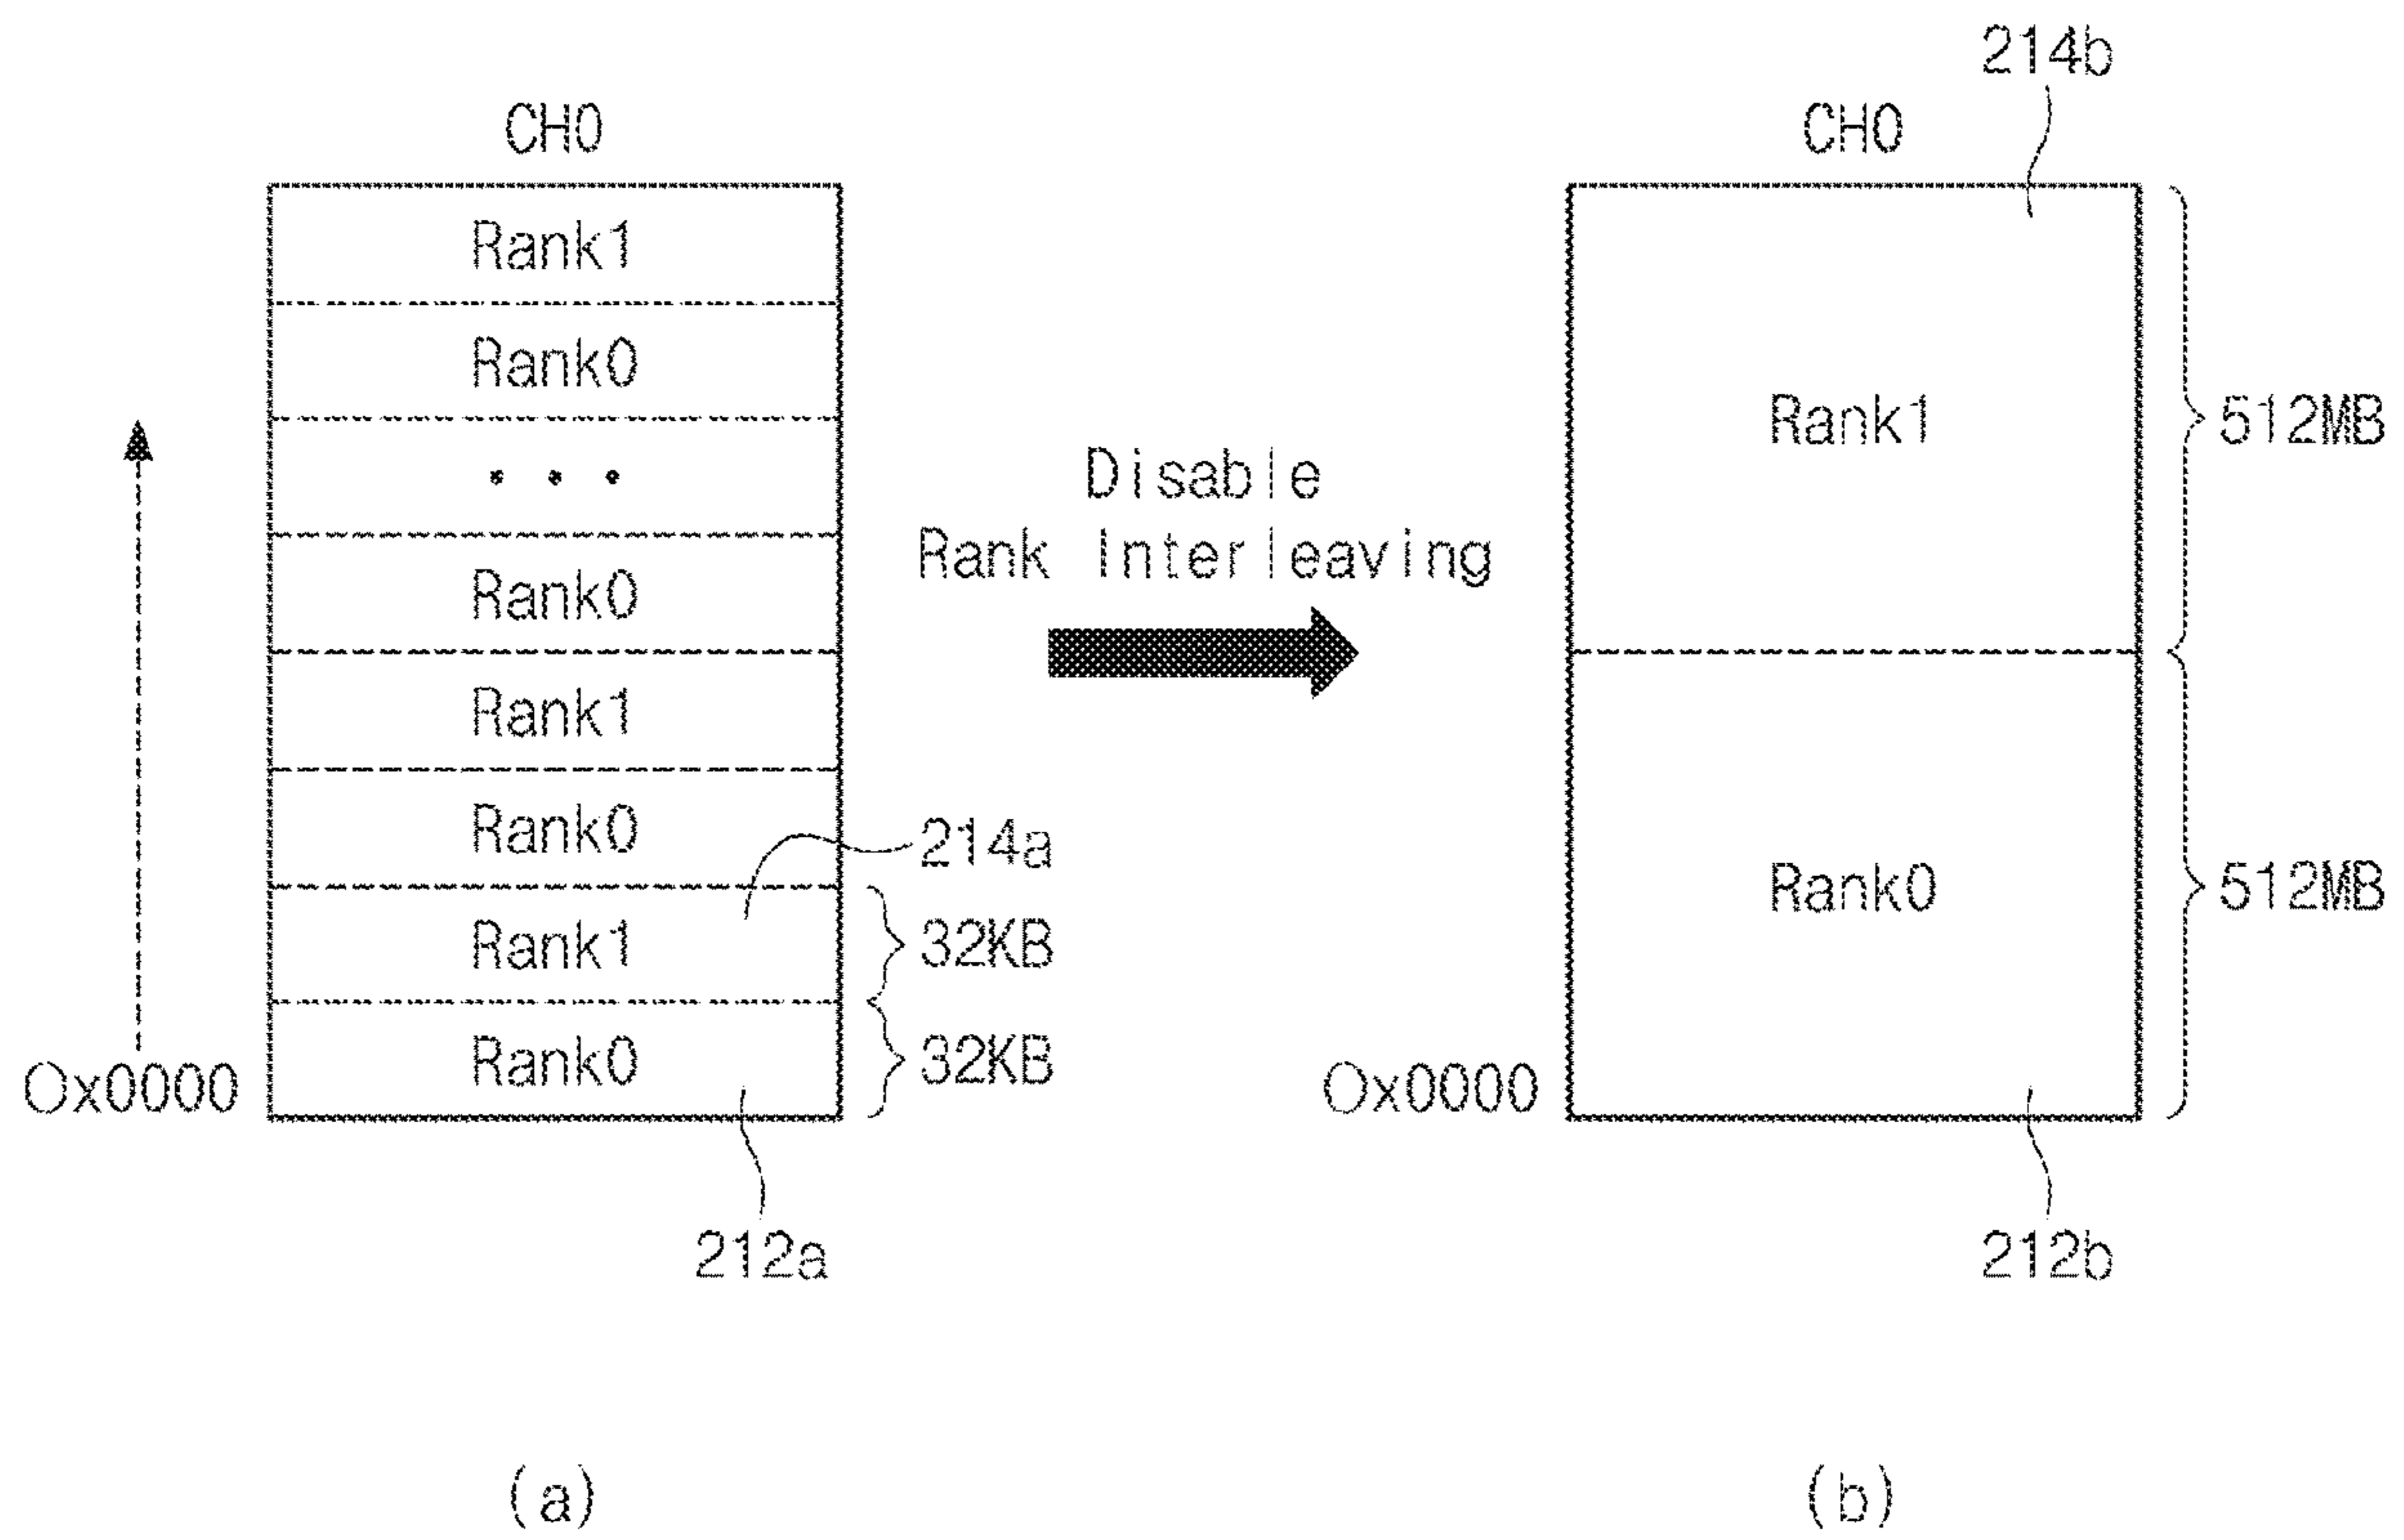 214b
CH0
CH0
Rank1
Rank0
• • •
Rank0
Rank1
Rank0
Rank1
Rank0
0x0000
214a
32KB
32KB
212a
Disable
Rank Interleaving
Rank1
512MB
Rank0
512MB
0x0000
212b
(a)
(b)